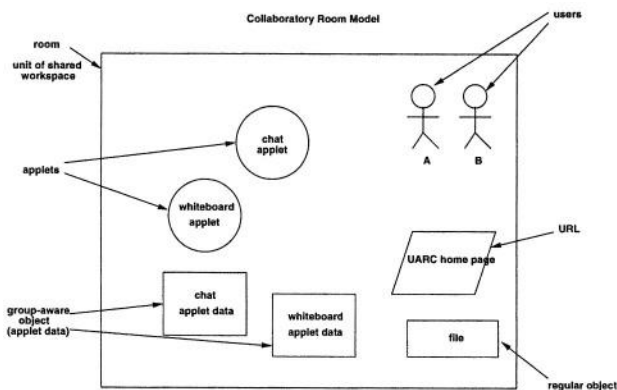 Collaboratory Room Model
users
room
unit of shared
workspace
chat
applet
A
B
applets
whiteboard
applet
URL
UARC home page
chat
applet data
group-aware
object
(applet data)
whiteboard
applet data
file
regular object